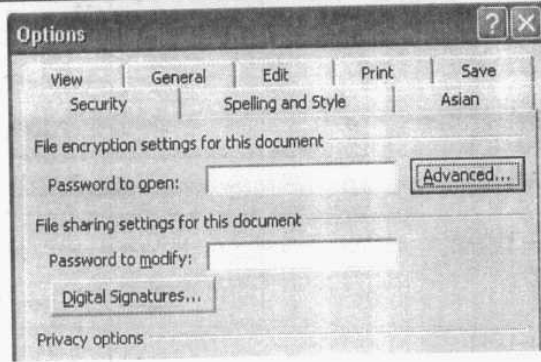 Options
View General Edit Print Save
Security Spelling and Style Asian
File encryption settings for this document
Password to open: Advanced...
File sharing settings for this document
Password to modify:
Digital Signatures...
Privacy options